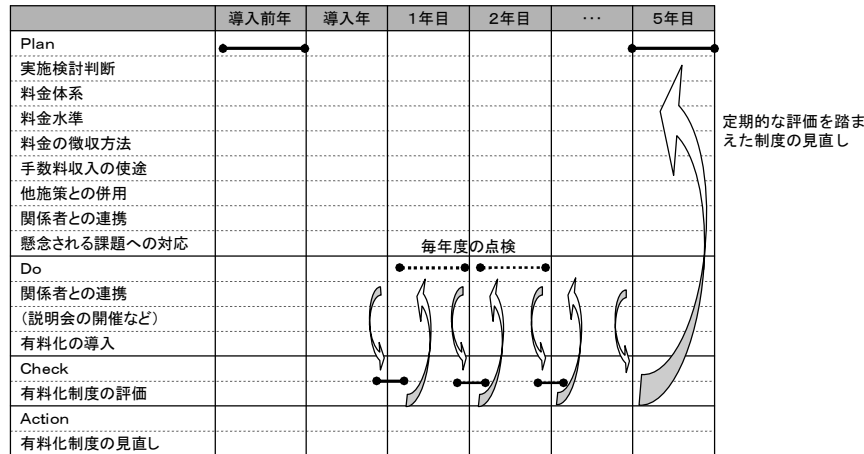 導入前年 導入年 1年目 2年目 … 5年目
Plan
実施検討判断
料金体系
料金水準
料金の徴収方法
手数料収入の使途
他施策との併用
関係者との連携
懸念される課題への対応
定期的な評価を踏ま
えた制度の見直し
毎年度の点検
Do
関係者との連携
（説明会の開催など）
有料化の導入
Check
有料化制度の評価
Action
有料化制度の見直し